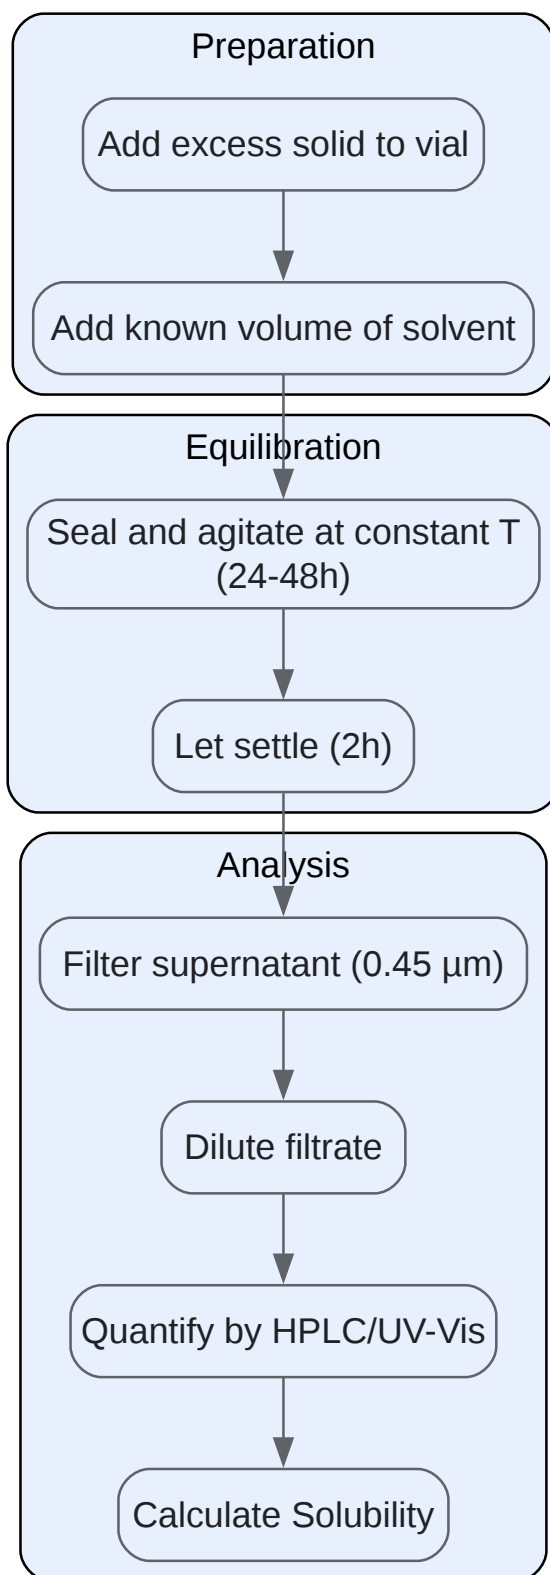 Preparation
Add excess solid to vial
Add known volume of solvent
Equilibration
Seal and agitate at constant T
(24-48h)
Let settle (2h)
Analysis
Filter supernatant (0.45 µm)
Dilute filtrate
Quantify by HPLC/UV-Vis
Calculate Solubility